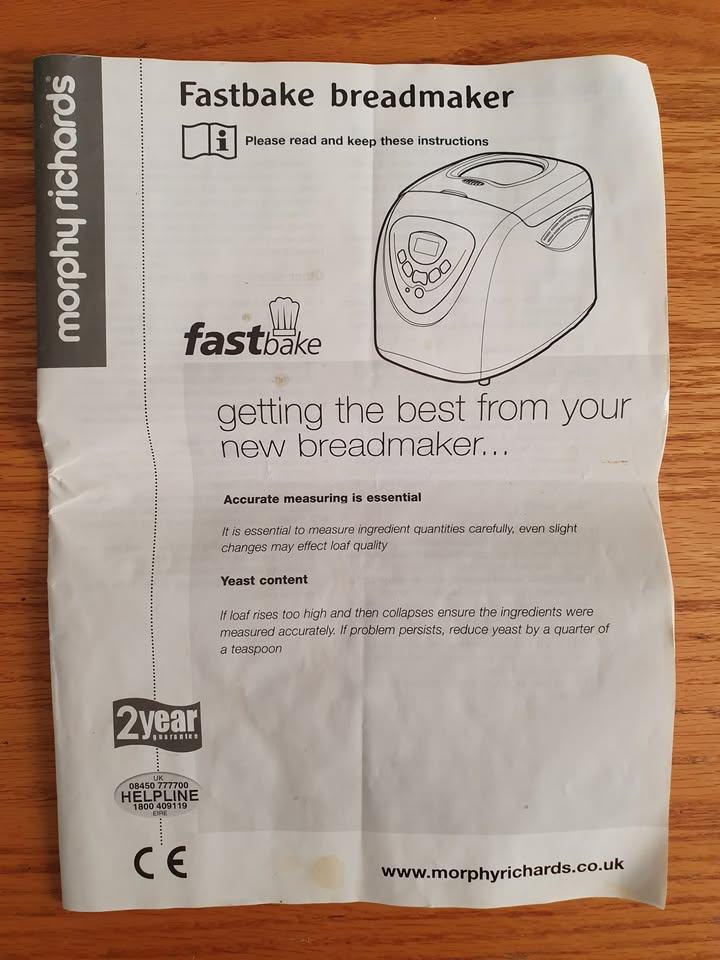 morphy richards®
Fastbake breadmaker
i
Please read and keep these instructions
fastbake
getting the best from your
new breadmaker...
Accurate measuring is essential
It is essential to measure ingredient quantities carefully, even slight
changes may effect loaf quality
Yeast content
If loaf rises too high and then collapses ensure the ingredients were
measured accurately. If problem persists, reduce yeast by a quarter of
a teaspoon
2year
guarantee
UK
08450 777700
HELPLINE
1800 409119
EIRE
CE
www.morphyrichards.co.uk